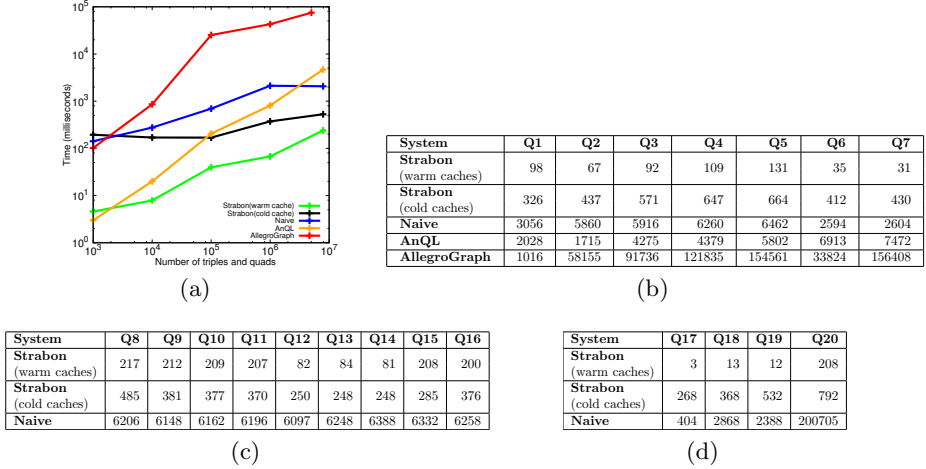 10^5
10^4
10^3
10^2
10^1
10^0
Time (milliseconds)
10^3 10^4 10^5 10^6 10^7
Number of triples and quads
Strabon(warm cache)
Strabon(cold cache)
Naive
AnQL
AllegroGraph
(a)
System Q1 Q2 Q3 Q4 Q5 Q6 Q7
Strabon
(warm caches) 98 67 92 109 131 35 31
Strabon
(cold caches) 326 437 571 647 664 412 430
Naive 3056 5860 5916 6260 6462 2594 2604
AnQL 2028 1715 4275 4379 5802 6913 7472
AllegroGraph 1016 58155 91736 121835 154561 33824 156408
(b)
System Q8 Q9 Q10 Q11 Q12 Q13 Q14 Q15 Q16
Strabon
(warm caches) 217 212 209 207 82 84 81 208 200
Strabon
(cold caches) 485 381 377 370 250 248 248 285 376
Naive 6206 6148 6162 6196 6097 6248 6388 6332 6258
(c)
System Q17 Q18 Q19 Q20
Strabon
(warm caches) 3 13 12 208
Strabon
(cold caches) 268 368 532 792
Naive 404 2868 2388 200705
(d)